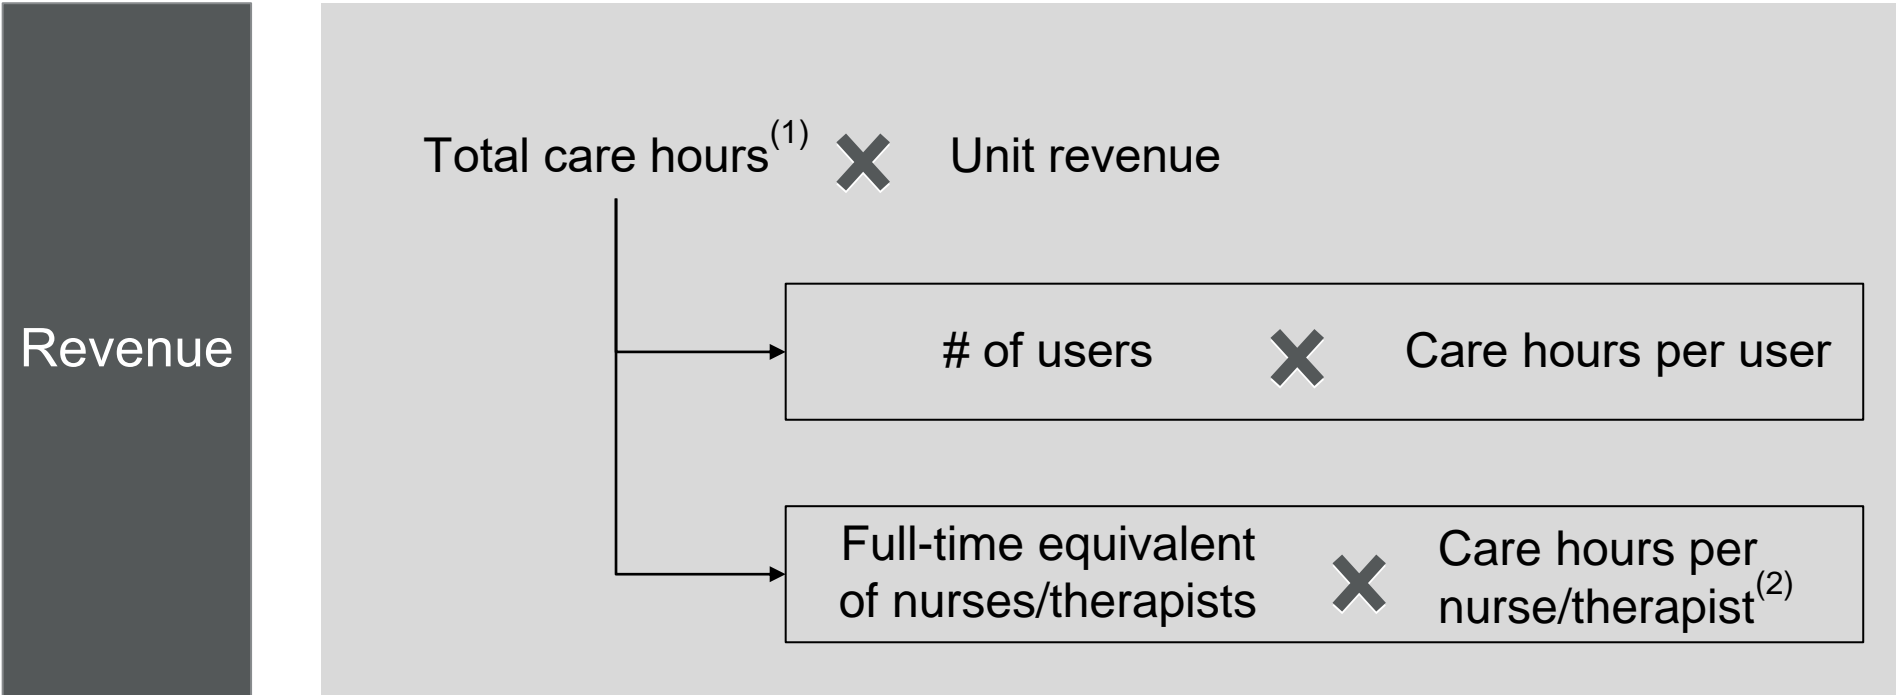 Revenue
Total care hours(1) Unit revenue
# of users Care hours per user
Full-time equivalent
of nurses/therapists
Care hours per
nurse/therapist(2)